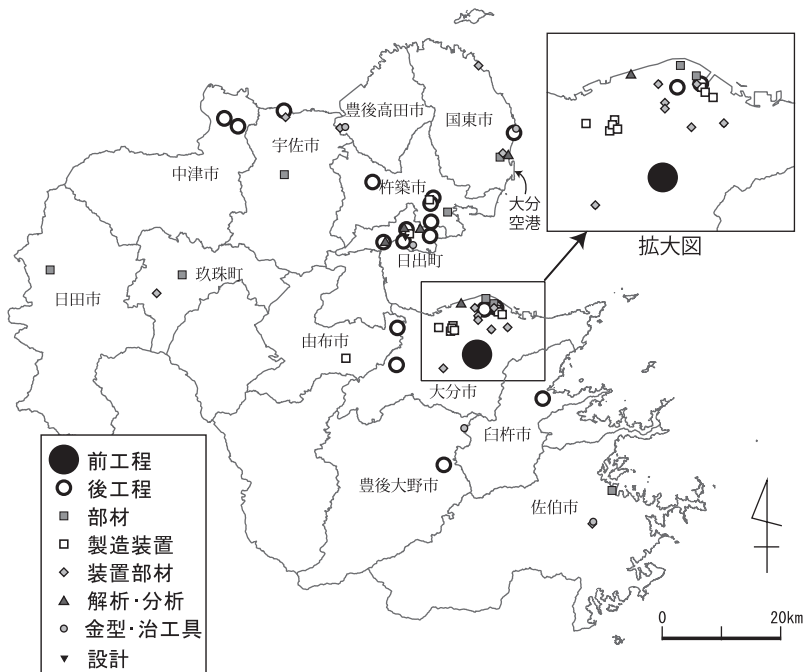 豊後高田市
国東市
宇佐市
中津市
杵築市
大分
空港
拡大図
日出町
玖珠町
日田市
由布市
大分市
臼杵市
豊後大野市
佐伯市
前工程
後工程
部材
製造装置
装置部材
解析・分析
金型・治工具
設計
0 20km